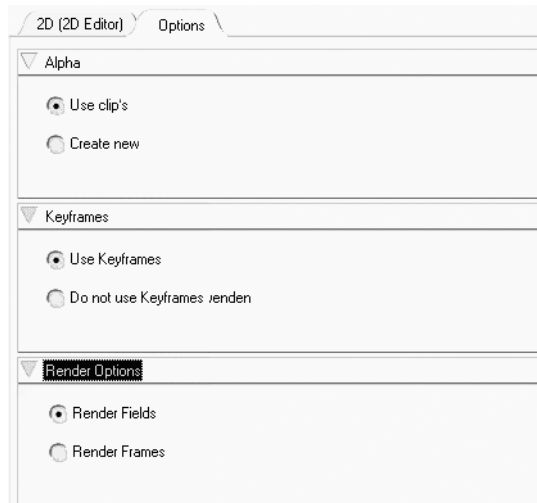 2D (2D Editor) Options
Alpha
Use clip's
Create new
Keyframes
Use Keyframes
Do not use Keyframes renden
Render Options
Render Fields
Render Frames